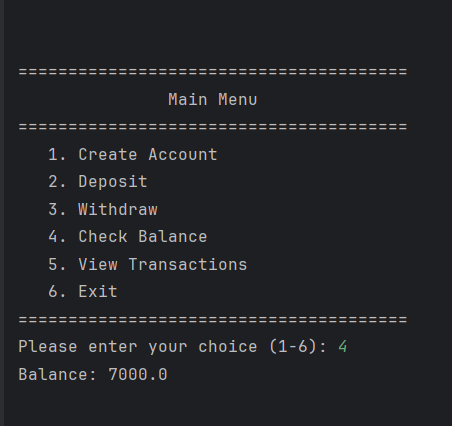 =======================================
Main Menu
=======================================
1. Create Account
2. Deposit
3. Withdraw
4. Check Balance
5. View Transactions
6. Exit
=======================================
Please enter your choice (1-6): 4
Balance: 7000.0